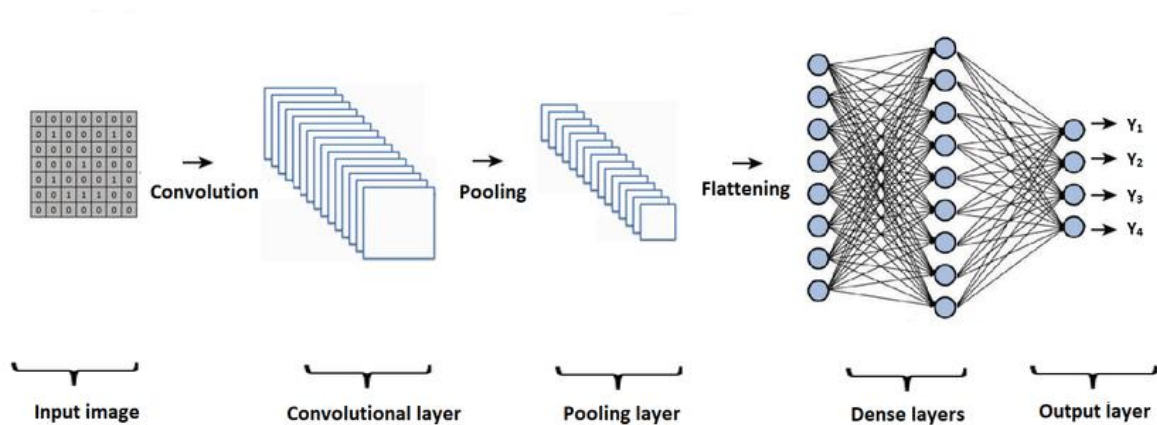 0 0 0 0 0 0 0
0 1 0 0 0 1 0
0 0 0 0 0 0 0
0 0 0 1 0 0 0
0 1 0 0 0 1 0
0 0 1 1 1 0 0
0 0 0 0 0 0 0
Convolution
Pooling
Flattening
Y1
Y2
Y3
Y4
Input image
Convolutional layer
Pooling layer
Dense layers
Output layer